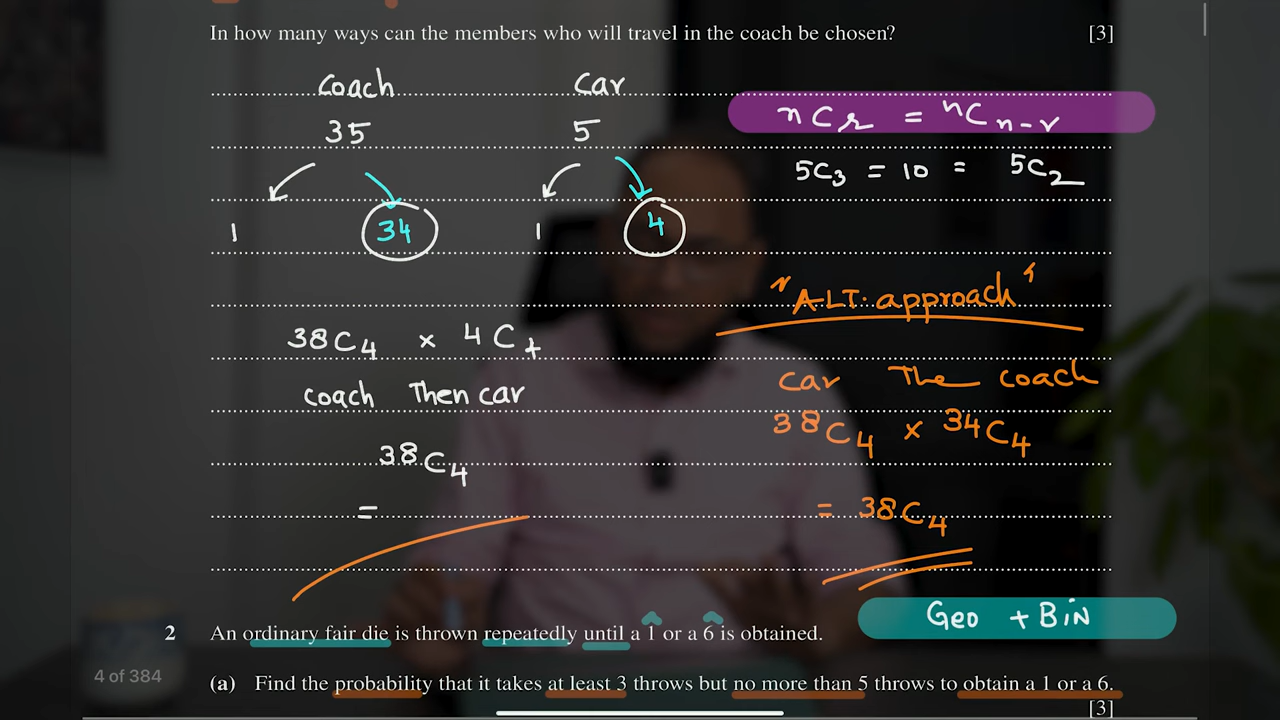 In how many ways can the members who will travel in the coach be chosen? [3]
Coach Car
35 5
1 34 1 4
nCr = nCn-r
5C3 = 10 = 5C2
"ALT. approach"
38C4 × 4C4
coach Then car
38C4
=
car The coach
38C4 × 34C4
= 38C4
Geo + BiN
2 An ordinary fair die is thrown repeatedly until a 1 or a 6 is obtained.
4 of 384
(a) Find the probability that it takes at least 3 throws but no more than 5 throws to obtain a 1 or a 6.
[3]